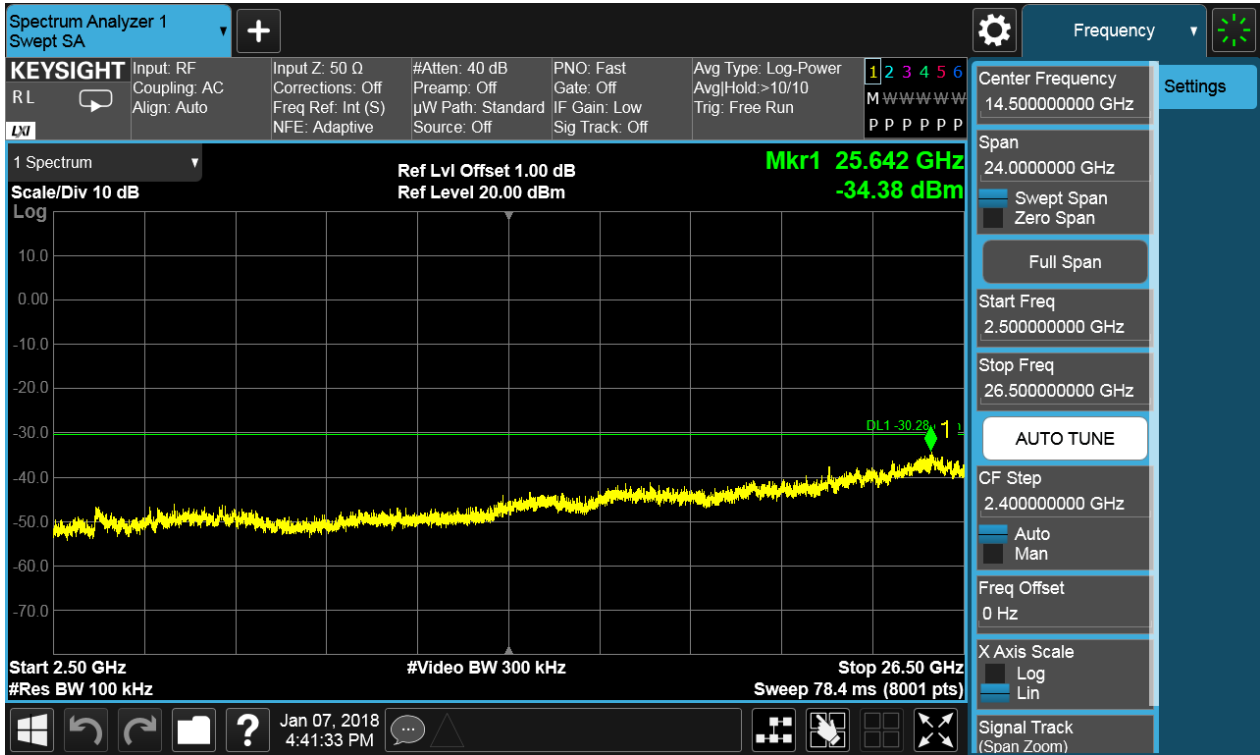 Spectrum Analyzer 1
Swept SA
+
Frequency
KEYSIGHT
R L
LXI
Input: RF
Coupling: AC
Align: Auto
Input Z: 50 Ω
Corrections: Off
Freq Ref: Int (S)
NFE: Adaptive
#Atten: 40 dB
Preamp: Off
µW Path: Standard
Source: Off
PNO: Fast
Gate: Off
IF Gain: Low
Sig Track: Off
Avg Type: Log-Power
Avg|Hold:>10/10
Trig: Free Run
1 2 3 4 5 6
M W W W W W
P P P P P P
1 Spectrum
Scale/Div 10 dB
Log
Ref Lvl Offset 1.00 dB
Ref Level 20.00 dBm
Mkr1 25.642 GHz
-34.38 dBm
10.0
0.00
-10.0
-20.0
-30.0
-40.0
-50.0
-60.0
-70.0
DL1 -30.28
1
Start 2.50 GHz
#Res BW 100 kHz
#Video BW 300 kHz
Stop 26.50 GHz
Sweep 78.4 ms (8001 pts)
?
Jan 07, 2018
4:41:33 PM
Center Frequency
14.500000000 GHz
Span
24.0000000 GHz
Swept Span
Zero Span
Full Span
Start Freq
2.500000000 GHz
Stop Freq
26.500000000 GHz
AUTO TUNE
CF Step
2.400000000 GHz
Auto
Man
Freq Offset
0 Hz
X Axis Scale
Log
Lin
Signal Track
(Span Zoom)
Settings